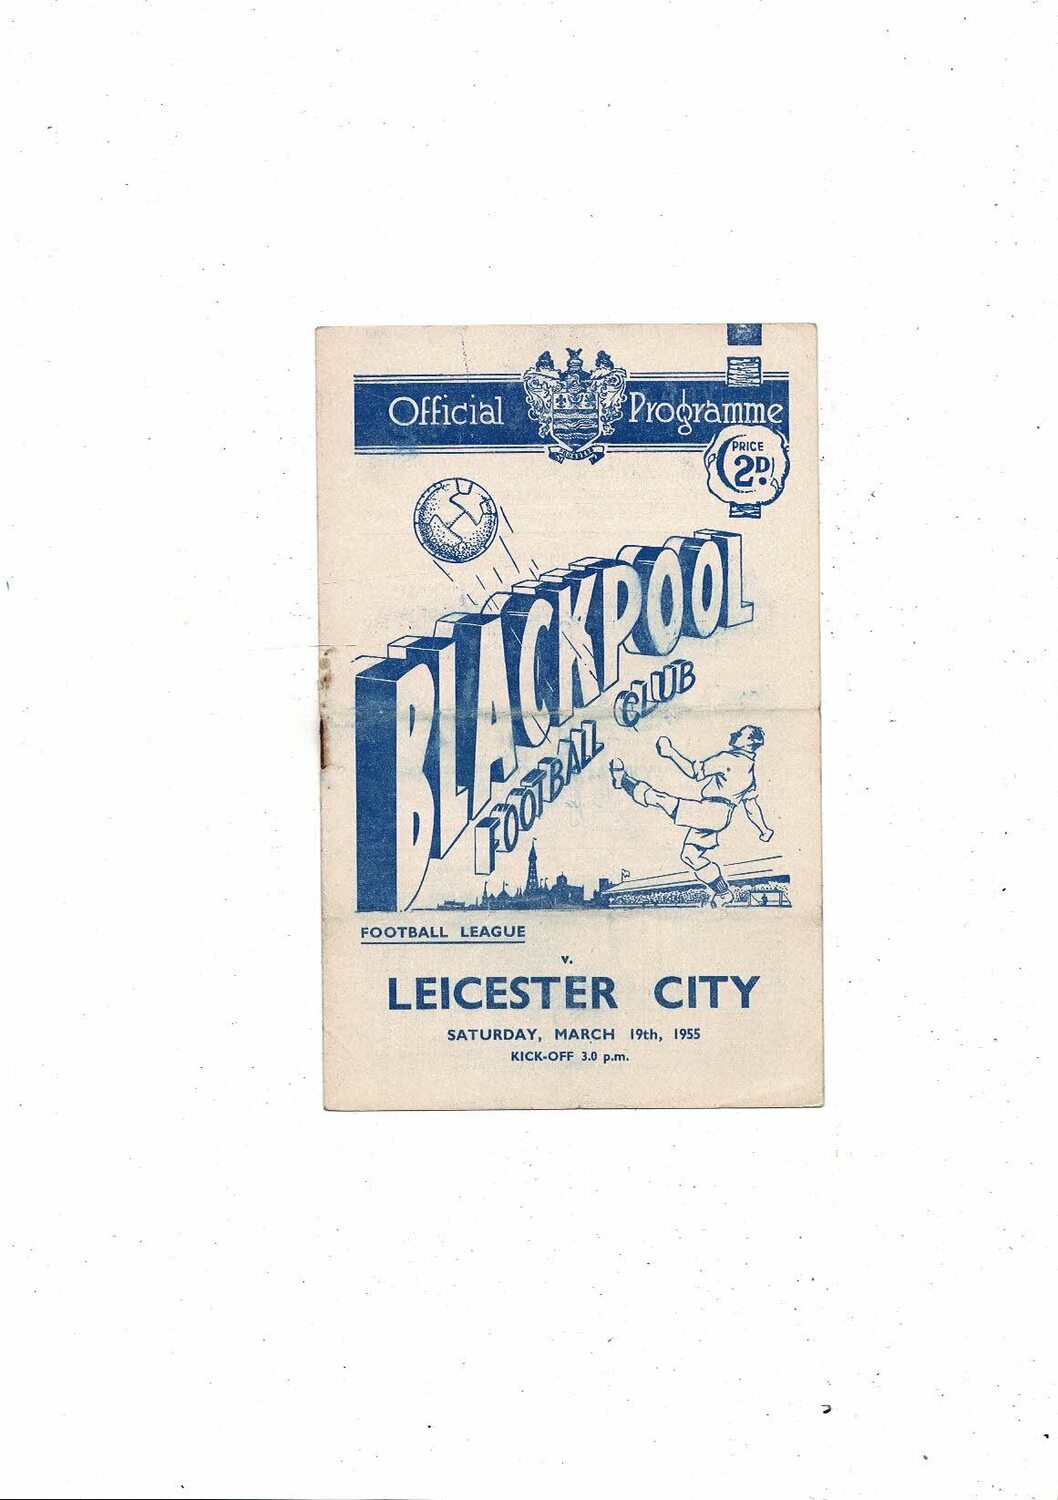 Official Programme
PRICE
2D.
BLACKPOOL
FOOTBALL CLUB
FOOTBALL LEAGUE
v.
LEICESTER CITY
SATURDAY, MARCH 19th, 1955
KICK-OFF 3.0 p.m.